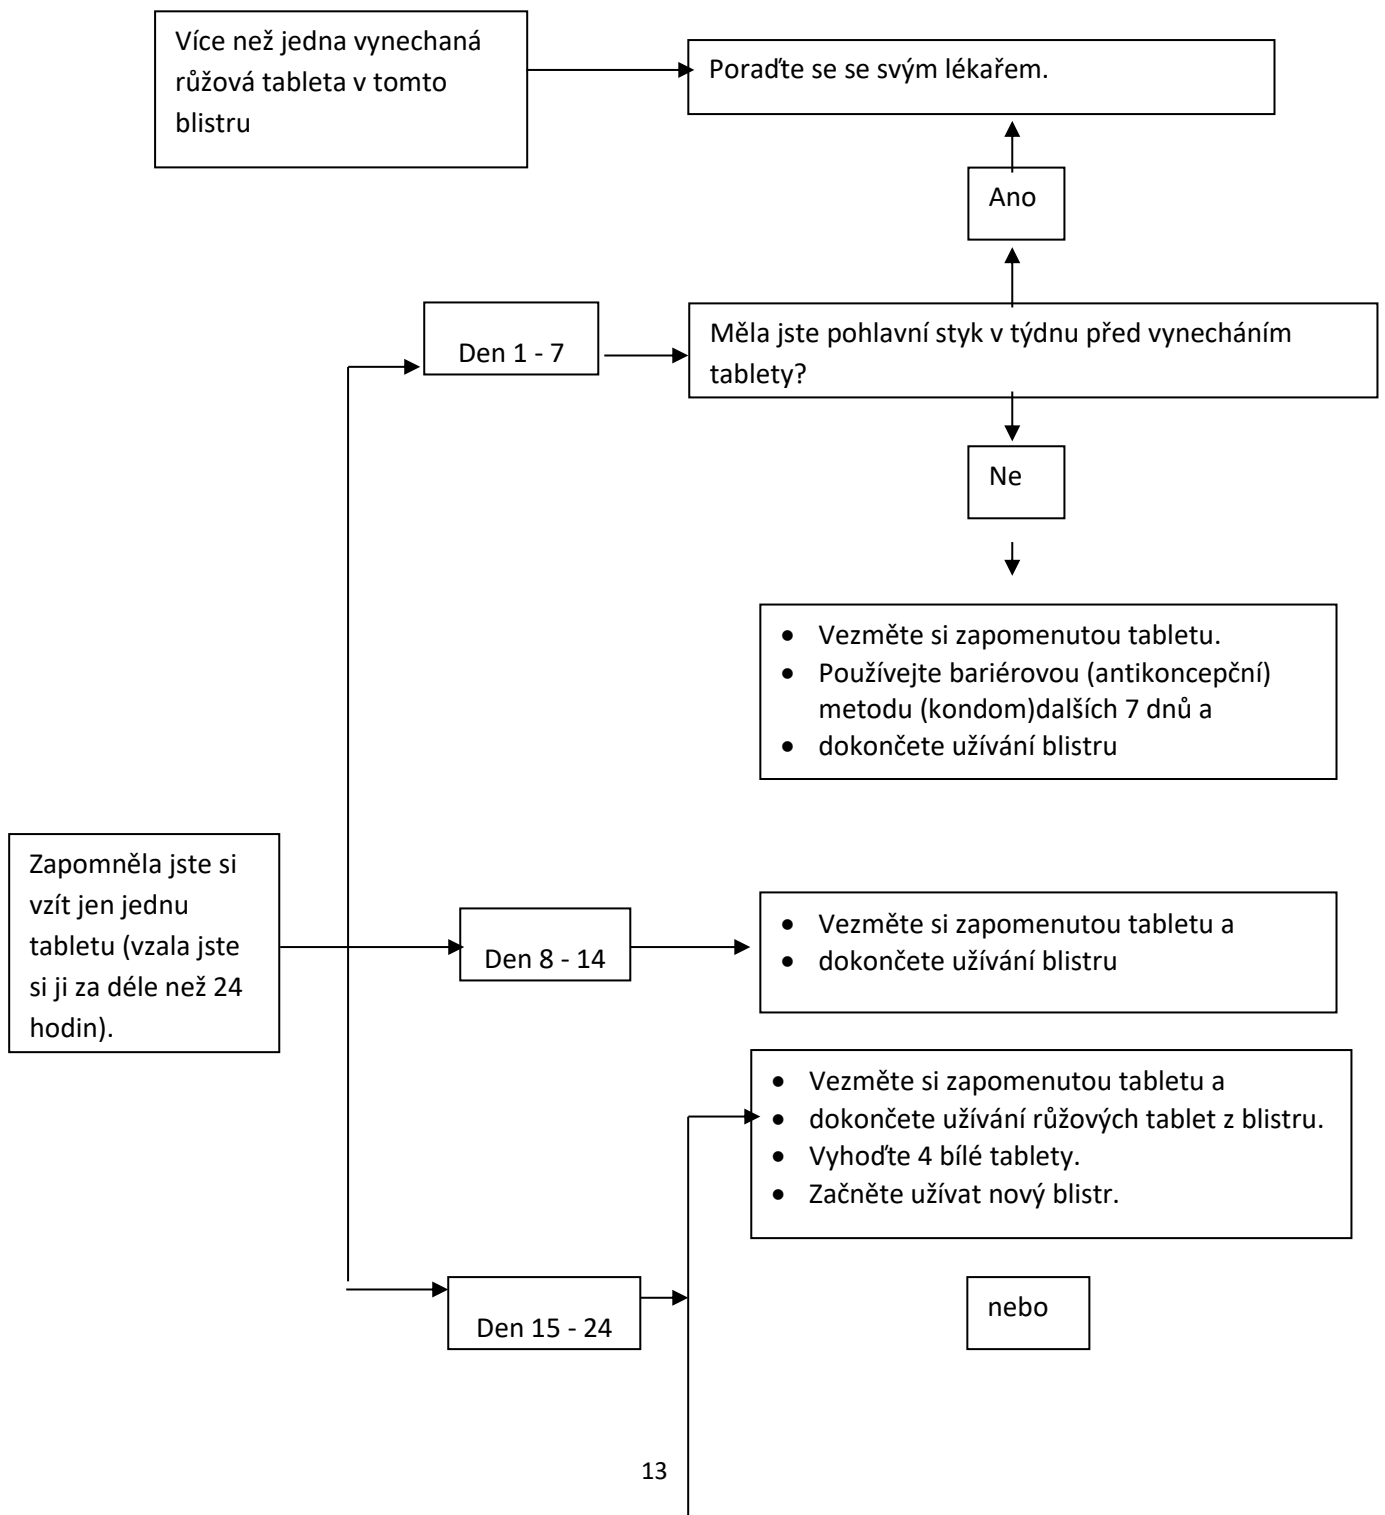 Více než jedna vynechaná
růžová tableta v tomto
blistru
Poraďte se se svým lékařem.
Ano
Den 1 - 7
Měla jste pohlavní styk v týdnu před vynecháním
tablety?
Ne
• Vezměte si zapomenutou tabletu.
• Používejte bariérovou (antikoncepční)
metodu (kondom)dalších 7 dnů a
• dokončete užívání blistru
Zapomněla jste si
vzít jen jednu
tabletu (vzala jste
si ji za déle než 24
hodin).
Den 8 - 14
• Vezměte si zapomenutou tabletu a
• dokončete užívání blistru
• Vezměte si zapomenutou tabletu a
• dokončete užívání růžových tablet z blistru.
• Vyhoďte 4 bílé tablety.
• Začněte užívat nový blistr.
Den 15 - 24
nebo
13